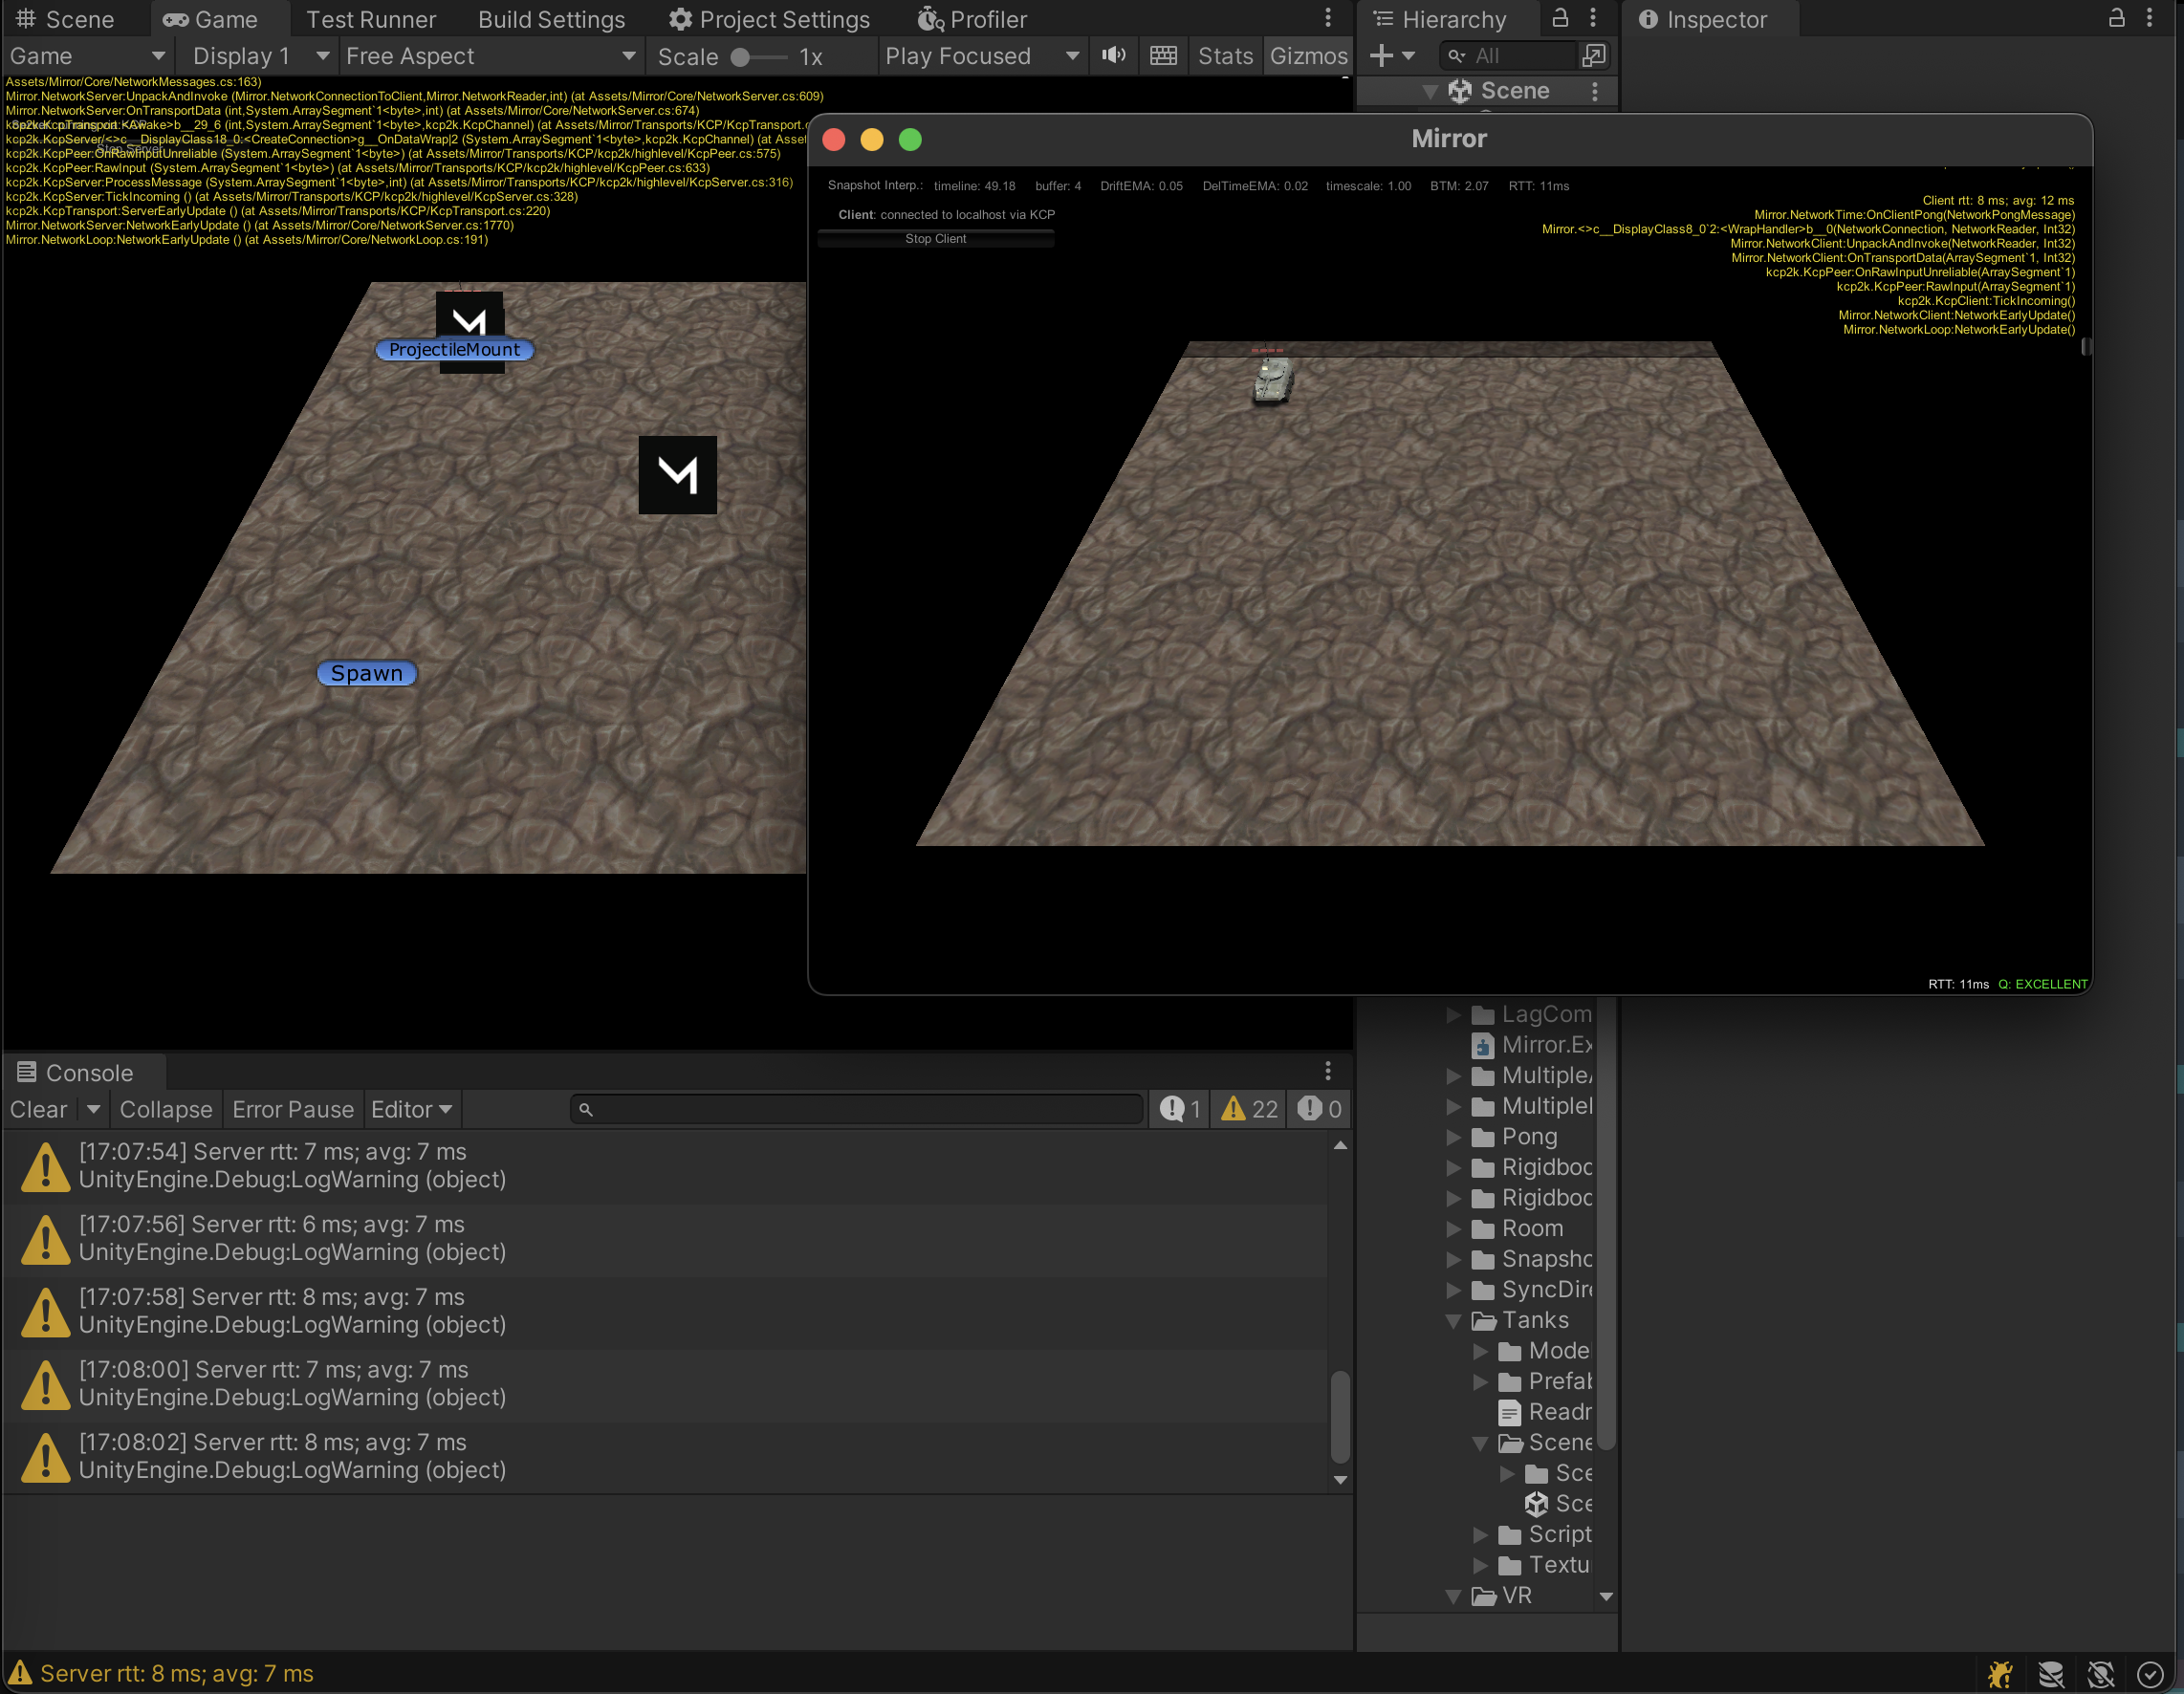 Scene
Game
Test Runner
Build Settings
Project Settings
Profiler
Hierarchy
Inspector
Game
Display 1
Free Aspect
Scale
1x
Play Focused
Stats
Gizmos
All
Scene
Assets/Mirror/Core/NetworkMessages.cs:163)
Mirror.NetworkServer:UnpackAndInvoke (Mirror.NetworkConnectionToClient,Mirror.NetworkReader,int) (at Assets/Mirror/Core/NetworkServer.cs:609)
Mirror.NetworkServer:OnTransportData (int,System.ArraySegment`1<byte>,int) (at Assets/Mirror/Core/NetworkServer.cs:674)
kcp2k.KcpTransport:<Awake>b__29_6 (int,System.ArraySegment`1<byte>,kcp2k.KcpChannel) (at Assets/Mirror/Transports/KCP/KcpTransport.c
kcp2k.KcpServer/<>c__DisplayClass18_0:<CreateConnection>g__OnDataWrap|2 (System.ArraySegment`1<byte>,kcp2k.KcpChannel) (at Asset
Stop Server
kcp2k.KcpPeer:OnRawInputUnreliable (System.ArraySegment`1<byte>) (at Assets/Mirror/Transports/KCP/kcp2k/highlevel/KcpPeer.cs:575)
kcp2k.KcpPeer:RawInput (System.ArraySegment`1<byte>) (at Assets/Mirror/Transports/KCP/kcp2k/highlevel/KcpPeer.cs:633)
kcp2k.KcpServer:ProcessMessage (System.ArraySegment`1<byte>,int) (at Assets/Mirror/Transports/KCP/kcp2k/highlevel/KcpServer.cs:316)
kcp2k.KcpServer:TickIncoming () (at Assets/Mirror/Transports/KCP/kcp2k/highlevel/KcpServer.cs:328)
kcp2k.KcpTransport:ServerEarlyUpdate () (at Assets/Mirror/Transports/KCP/KcpTransport.cs:220)
Mirror.NetworkServer:NetworkEarlyUpdate () (at Assets/Mirror/Core/NetworkServer.cs:1770)
Mirror.NetworkLoop:NetworkEarlyUpdate () (at Assets/Mirror/Core/NetworkLoop.cs:191)
ProjectileMount
Spawn
Mirror
Snapshot Interp.: timeline: 49.18 buffer: 4 DriftEMA: 0.05 DelTimeEMA: 0.02 timescale: 1.00 BTM: 2.07 RTT: 11ms
Client: connected to localhost via KCP
Stop Client
Client rtt: 8 ms; avg: 12 ms
Mirror.NetworkTime:OnClientPong(NetworkPongMessage)
Mirror.<>c__DisplayClass8_0`2:<WrapHandler>b__0(NetworkConnection, NetworkReader, Int32)
Mirror.NetworkClient:UnpackAndInvoke(NetworkReader, Int32)
Mirror.NetworkClient:OnTransportData(ArraySegment`1, Int32)
kcp2k.KcpPeer:OnRawInputUnreliable(ArraySegment`1)
kcp2k.KcpPeer:RawInput(ArraySegment`1)
kcp2k.KcpClient:TickIncoming()
Mirror.NetworkClient:NetworkEarlyUpdate()
Mirror.NetworkLoop:NetworkEarlyUpdate()
RTT: 11ms Q: EXCELLENT
Console
Clear
Collapse
Error Pause
Editor
1
22
0
[17:07:54] Server rtt: 7 ms; avg: 7 ms
UnityEngine.Debug:LogWarning (object)
[17:07:56] Server rtt: 6 ms; avg: 7 ms
UnityEngine.Debug:LogWarning (object)
[17:07:58] Server rtt: 8 ms; avg: 7 ms
UnityEngine.Debug:LogWarning (object)
[17:08:00] Server rtt: 7 ms; avg: 7 ms
UnityEngine.Debug:LogWarning (object)
[17:08:02] Server rtt: 8 ms; avg: 7 ms
UnityEngine.Debug:LogWarning (object)
LagCom
Mirror.Ex
Multiple
Multiple
Pong
Rigidboc
Rigidboc
Room
Snapsho
SyncDire
Tanks
Mode
Prefab
Readr
Scene
Sce
Sce
Script
Textu
VR
Server rtt: 8 ms; avg: 7 ms